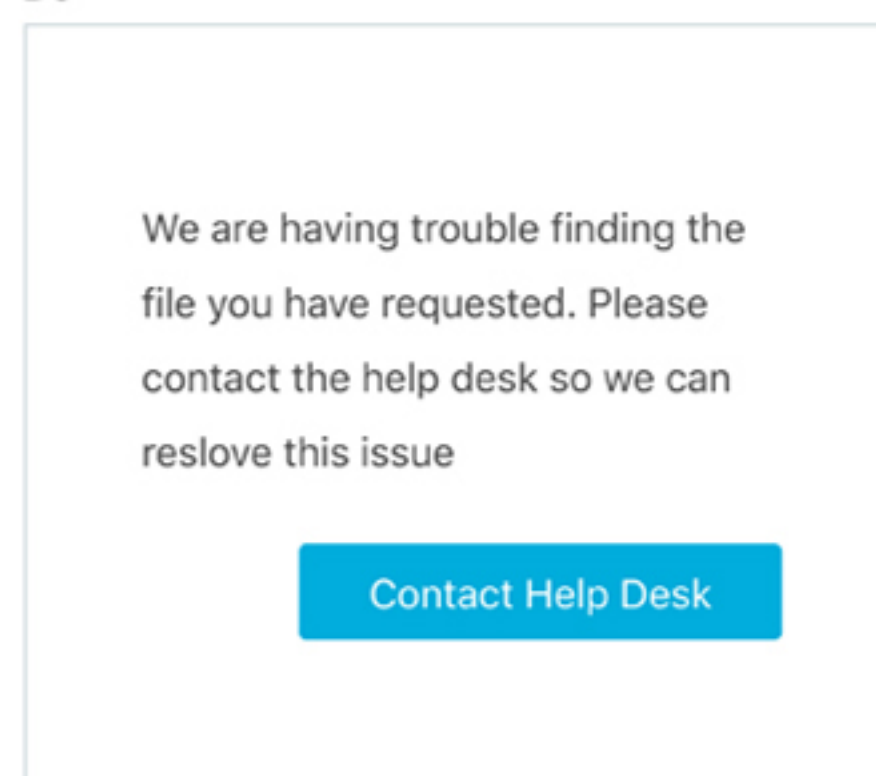 We are having trouble finding the
file you have requested. Please
contact the help desk so we can
reslove this issue
Contact Help Desk